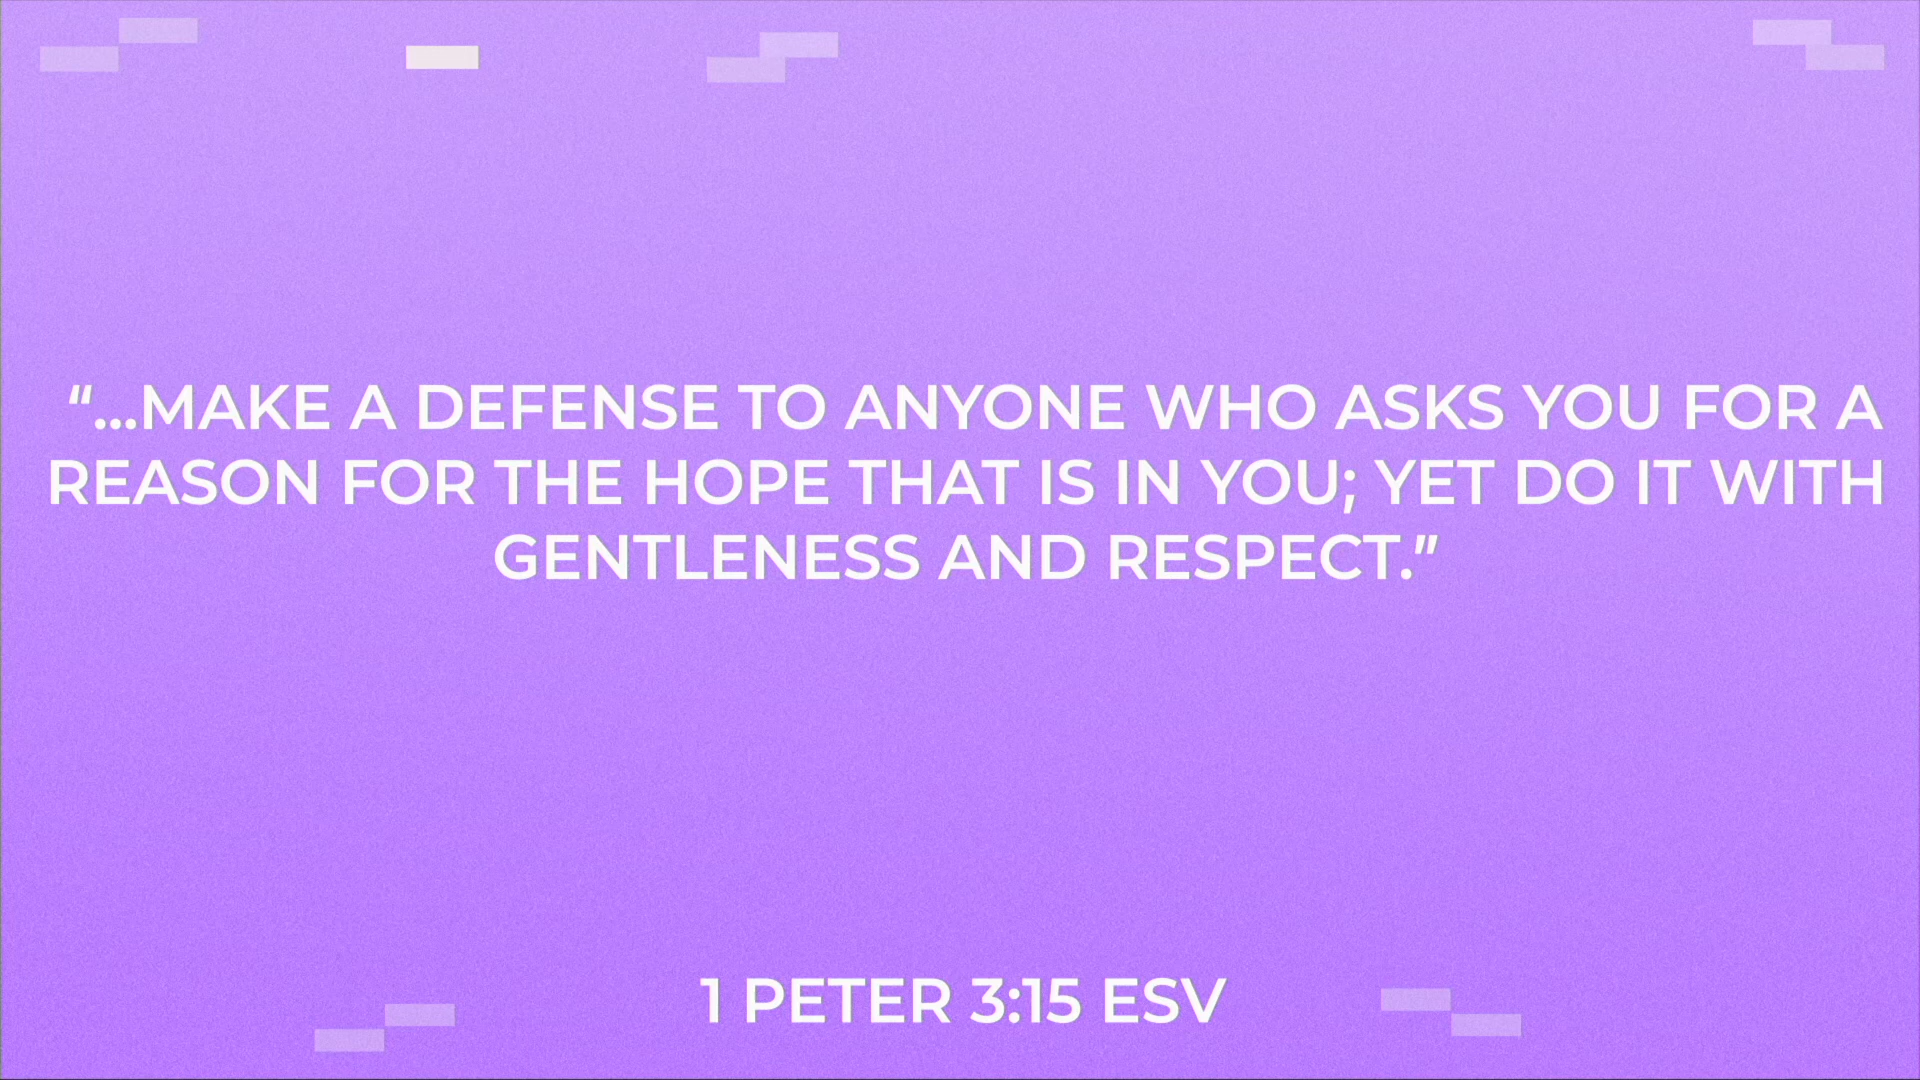 “...MAKE A DEFENSE TO ANYONE WHO ASKS YOU FOR A
REASON FOR THE HOPE THAT IS IN YOU; YET DO IT WITH
GENTLENESS AND RESPECT.”
1 PETER 3:15 ESV